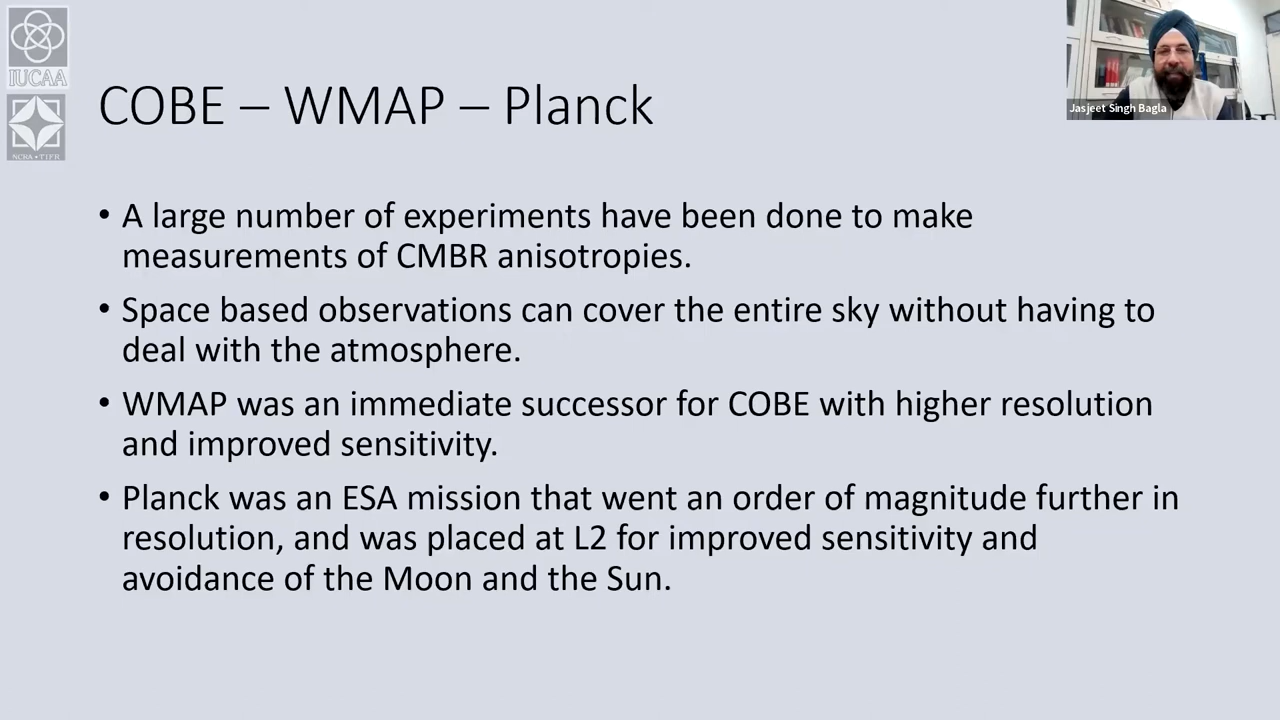 IUCAA
NCRA • TIFR
Jasjeet Singh Bagla
COBE – WMAP – Planck
• A large number of experiments have been done to make
measurements of CMBR anisotropies.
• Space based observations can cover the entire sky without having to
deal with the atmosphere.
• WMAP was an immediate successor for COBE with higher resolution
and improved sensitivity.
• Planck was an ESA mission that went an order of magnitude further in
resolution, and was placed at L2 for improved sensitivity and
avoidance of the Moon and the Sun.